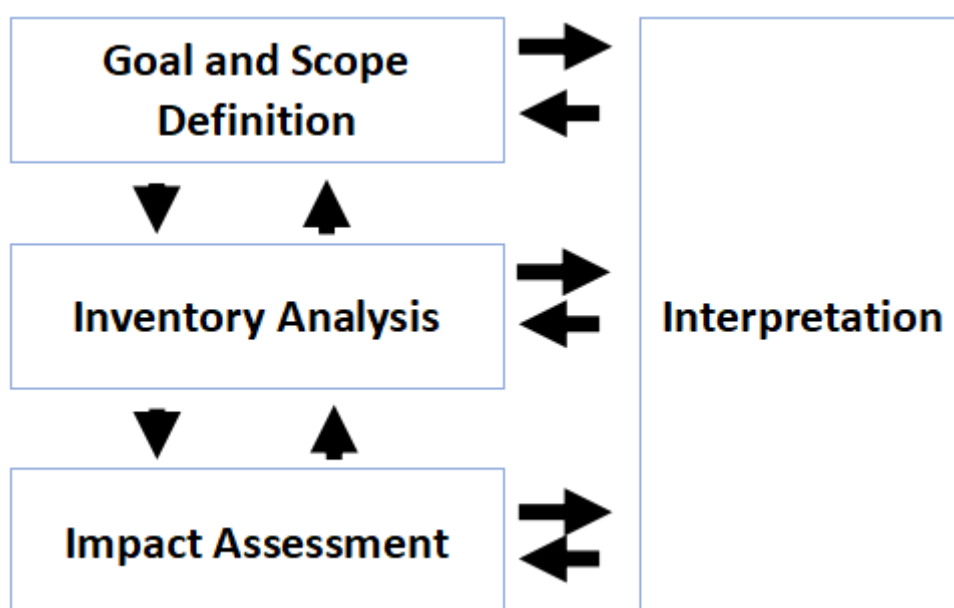 Goal and Scope
Definition
Inventory Analysis
Interpretation
Impact Assessment